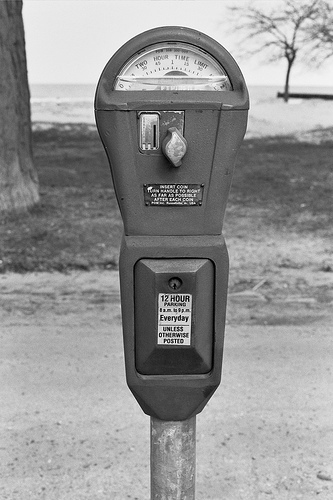 TWO HOUR TIME LIMIT
INSERT COIN
TURN HANDLE TO RIGHT
AS FAR AS POSSIBLE
AFTER EACH COIN
12 HOUR
PARKING
8 a.m. to 9 p.m.
Everyday
UNLESS
OTHERWISE
POSTED